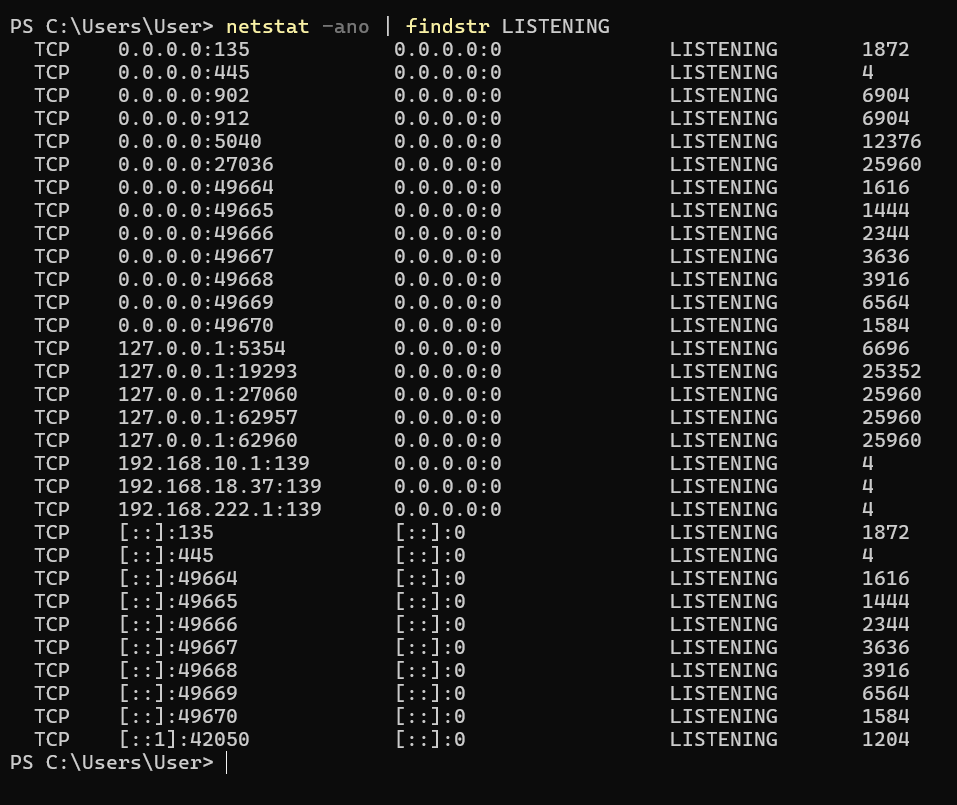 PS C:\Users\User> netstat -ano | findstr LISTENING
  TCP    0.0.0.0:135            0.0.0.0:0              LISTENING       1872
  TCP    0.0.0.0:445            0.0.0.0:0              LISTENING       4
  TCP    0.0.0.0:902            0.0.0.0:0              LISTENING       6904
  TCP    0.0.0.0:912            0.0.0.0:0              LISTENING       6904
  TCP    0.0.0.0:5040           0.0.0.0:0              LISTENING       12376
  TCP    0.0.0.0:27036          0.0.0.0:0              LISTENING       25960
  TCP    0.0.0.0:49664          0.0.0.0:0              LISTENING       1616
  TCP    0.0.0.0:49665          0.0.0.0:0              LISTENING       1444
  TCP    0.0.0.0:49666          0.0.0.0:0              LISTENING       2344
  TCP    0.0.0.0:49667          0.0.0.0:0              LISTENING       3636
  TCP    0.0.0.0:49668          0.0.0.0:0              LISTENING       3916
  TCP    0.0.0.0:49669          0.0.0.0:0              LISTENING       6564
  TCP    0.0.0.0:49670          0.0.0.0:0              LISTENING       1584
  TCP    127.0.0.1:5354         0.0.0.0:0              LISTENING       6696
  TCP    127.0.0.1:19293        0.0.0.0:0              LISTENING       25352
  TCP    127.0.0.1:27060        0.0.0.0:0              LISTENING       25960
  TCP    127.0.0.1:62957        0.0.0.0:0              LISTENING       25960
  TCP    127.0.0.1:62960        0.0.0.0:0              LISTENING       25960
  TCP    192.168.10.1:139       0.0.0.0:0              LISTENING       4
  TCP    192.168.18.37:139      0.0.0.0:0              LISTENING       4
  TCP    192.168.222.1:139      0.0.0.0:0              LISTENING       4
  TCP    [::]:135               [::]:0                 LISTENING       1872
  TCP    [::]:445               [::]:0                 LISTENING       4
  TCP    [::]:49664             [::]:0                 LISTENING       1616
  TCP    [::]:49665             [::]:0                 LISTENING       1444
  TCP    [::]:49666             [::]:0                 LISTENING       2344
  TCP    [::]:49667             [::]:0                 LISTENING       3636
  TCP    [::]:49668             [::]:0                 LISTENING       3916
  TCP    [::]:49669             [::]:0                 LISTENING       6564
  TCP    [::]:49670             [::]:0                 LISTENING       1584
  TCP    [::1]:42050            [::]:0                 LISTENING       1204
PS C:\Users\User>